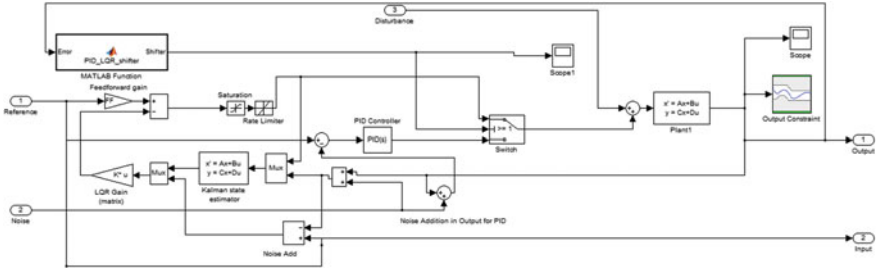 3
Disturbance
Error
Shifter
PID_LQR_shifter
MATLAB Function
Scope1
Scope
Feedforward gain
Saturation
1
Reference
FF
+
−
Rate Limiter
PID Controller
PID(s)
>= 1
Switch
x' = Ax+Bu
y = Cx+Du
Plant1
Output Constraint
1
Output
K* u
LQR Gain
(matrix)
Mux
x' = Ax+Bu
y = Cx+Du
Kalman state
estimator
Mux
+
+
2
Noise
Noise Addition in Output for PID
−
+
Noise Add
2
Input